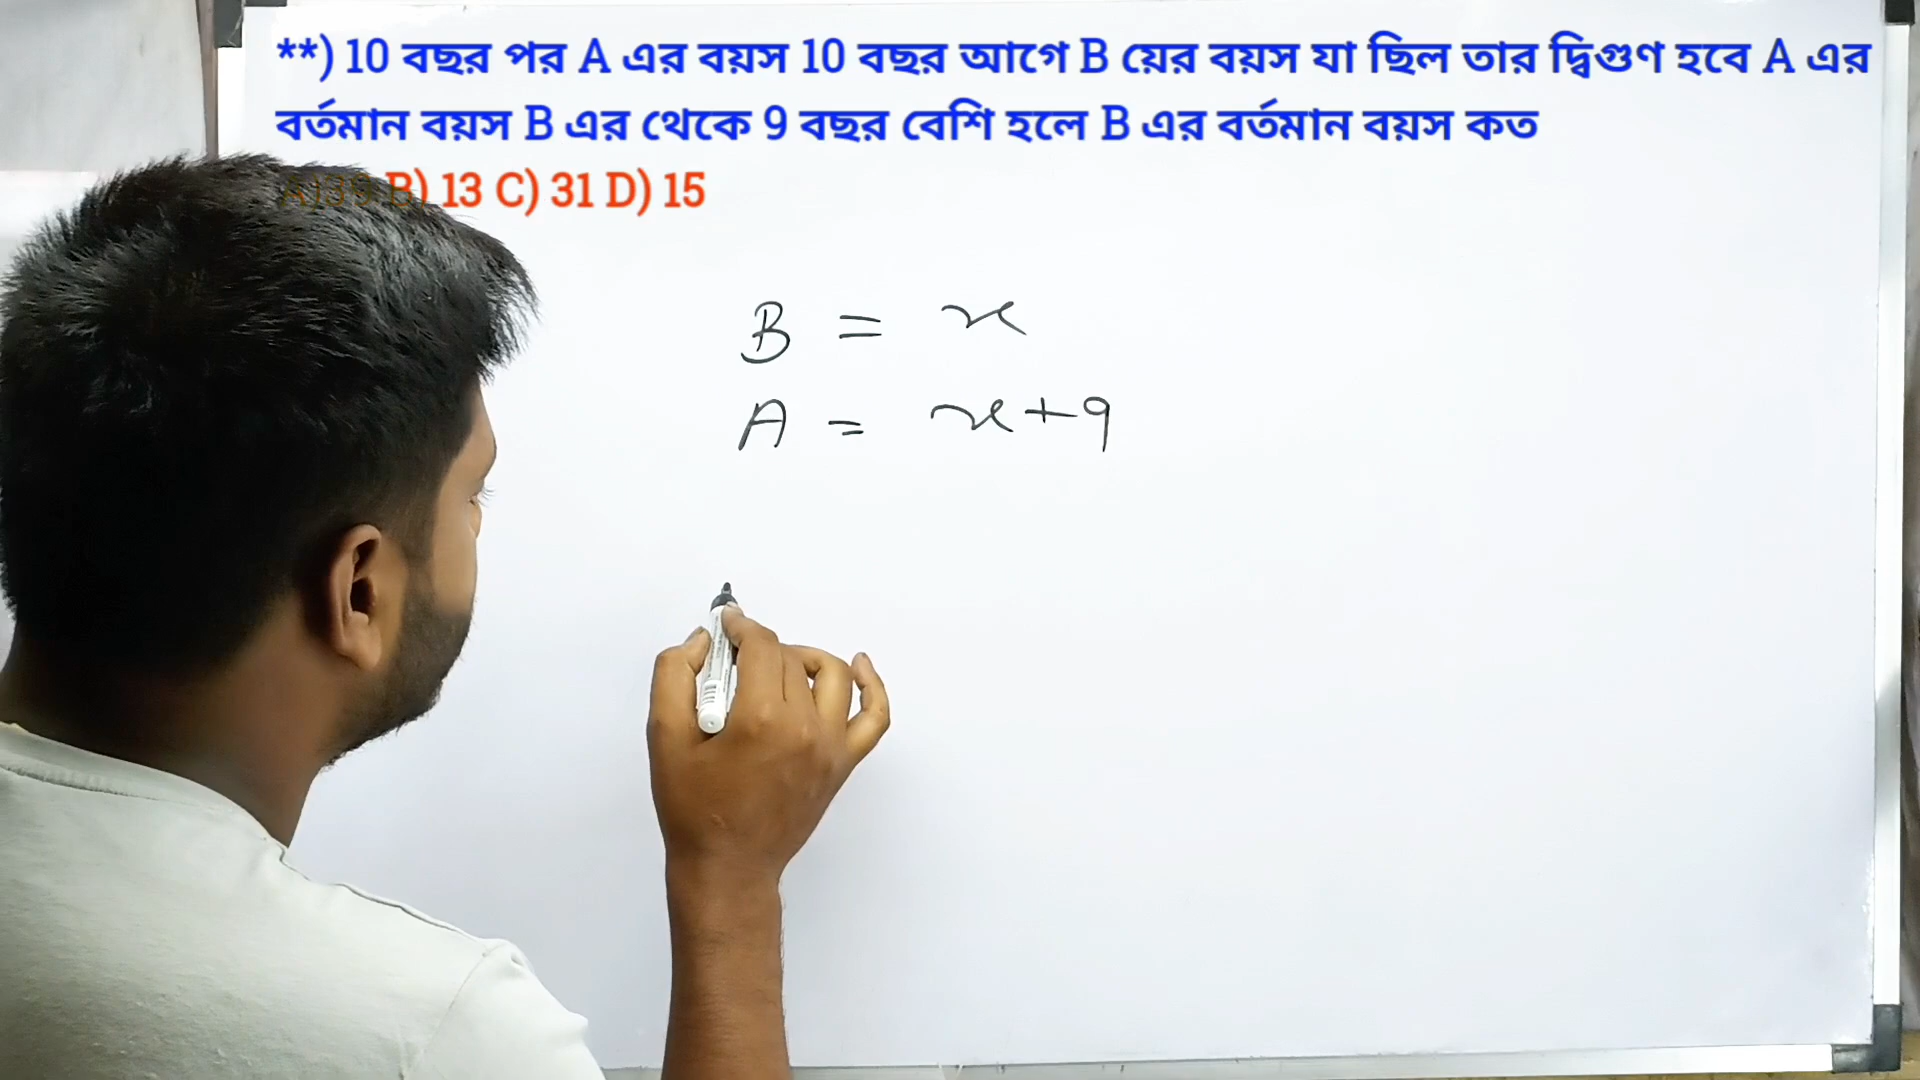 **) 10 বছর পর A এর বয়স 10 বছর আগে B য়ের বয়স যা ছিল তার দ্বিগুণ হবে A এর
বর্তমান বয়স B এর থেকে 9 বছর বেশি হলে B এর বর্তমান বয়স কত
A)39 B) 13 C) 31 D) 15
B = x
A = x+9